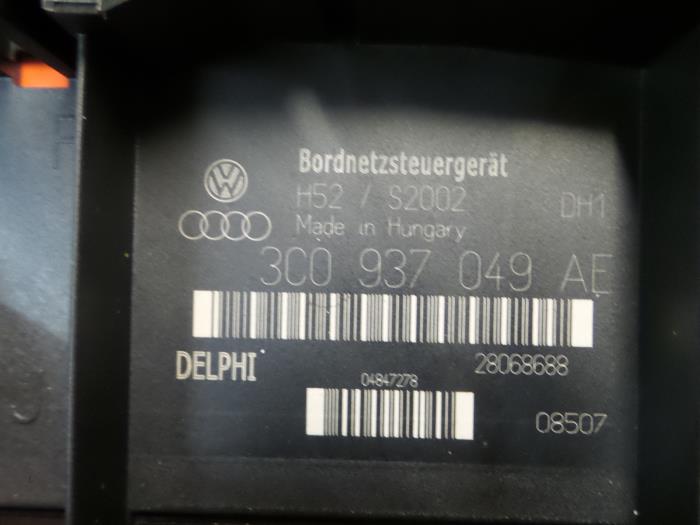 Bordnetzsteuergerät
H52 / S2002 DH1
Made in Hungary
3C0 937 049 AE
DELPHI 28068688
04847278
08507